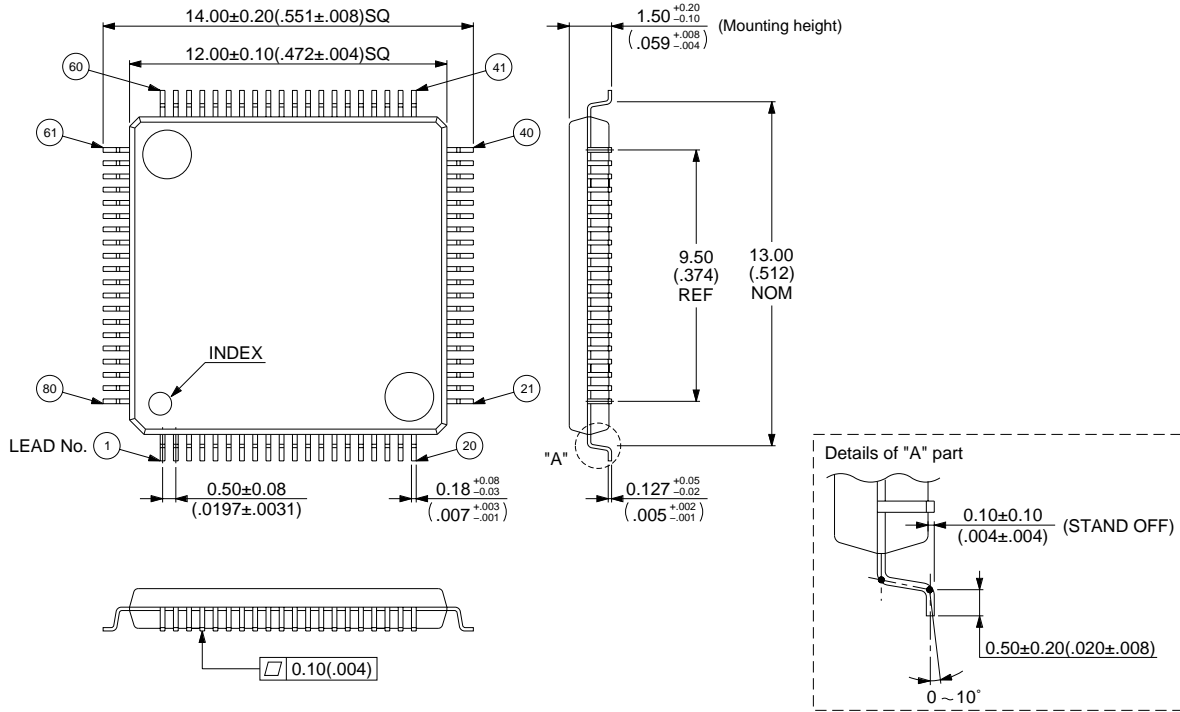 14.00±0.20(.551±.008)SQ
12.00±0.10(.472±.004)SQ
1.50 +0.20 -0.10
(.059 +.008 -.004)
(Mounting height)
60
41
61
40
INDEX
80
21
LEAD No.
1
20
0.50±0.08
(.0197±.0031)
0.18 +0.08 -0.03
(.007 +.003 -.001)
9.50
(.374)
REF
13.00
(.512)
NOM
"A"
0.127 +0.05 -0.02
(.005 +.002 -.001)
0.10(.004)
Details of "A" part
0.10±0.10
(.004±.004)
(STAND OFF)
0.50±0.20(.020±.008)
0~10°